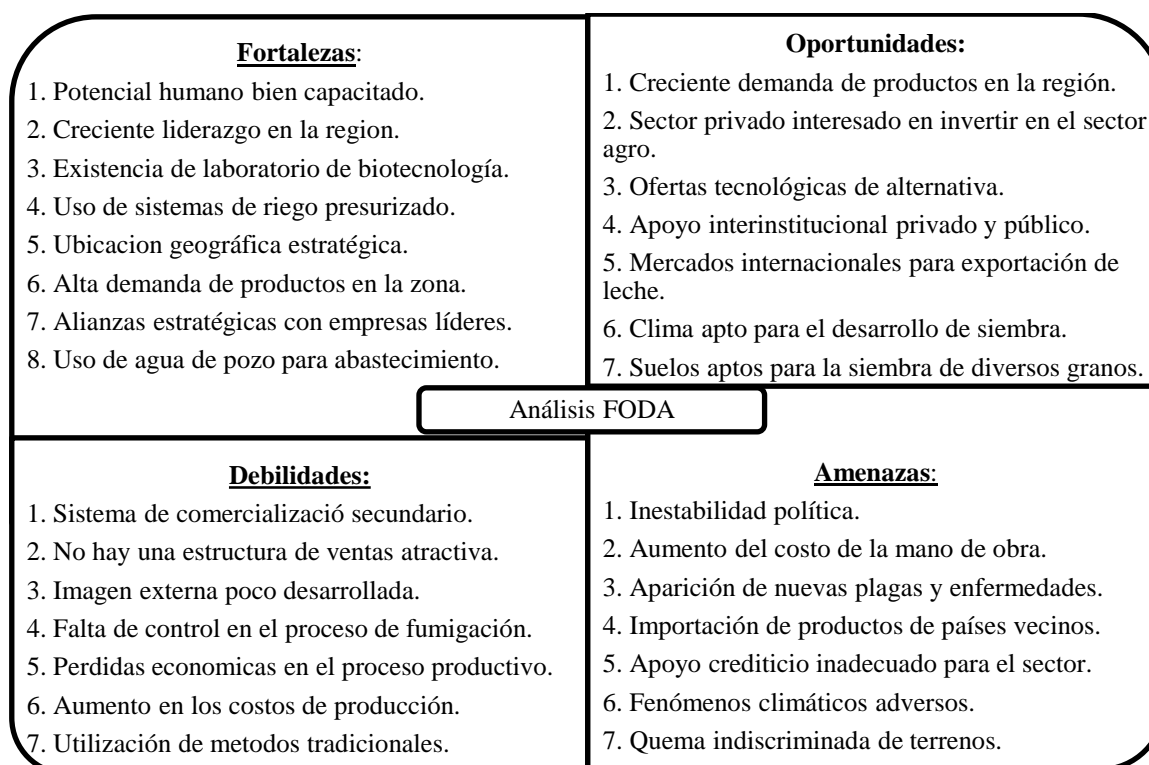 Fortalezas:
1. Potencial humano bien capacitado.
2. Creciente liderazgo en la region.
3. Existencia de laboratorio de biotecnología.
4. Uso de sistemas de riego presurizado.
5. Ubicacion geográfica estratégica.
6. Alta demanda de productos en la zona.
7. Alianzas estratégicas con empresas líderes.
8. Uso de agua de pozo para abastecimiento.
Oportunidades:
1. Creciente demanda de productos en la región.
2. Sector privado interesado en invertir en el sector
agro.
3. Ofertas tecnológicas de alternativa.
4. Apoyo interinstitucional privado y público.
5. Mercados internacionales para exportación de
leche.
6. Clima apto para el desarrollo de siembra.
7. Suelos aptos para la siembra de diversos granos.
Análisis FODA
Debilidades:
1. Sistema de comercializació secundario.
2. No hay una estructura de ventas atractiva.
3. Imagen externa poco desarrollada.
4. Falta de control en el proceso de fumigación.
5. Perdidas economicas en el proceso productivo.
6. Aumento en los costos de producción.
7. Utilización de metodos tradicionales.
Amenazas:
1. Inestabilidad política.
2. Aumento del costo de la mano de obra.
3. Aparición de nuevas plagas y enfermedades.
4. Importación de productos de países vecinos.
5. Apoyo crediticio inadecuado para el sector.
6. Fenómenos climáticos adversos.
7. Quema indiscriminada de terrenos.